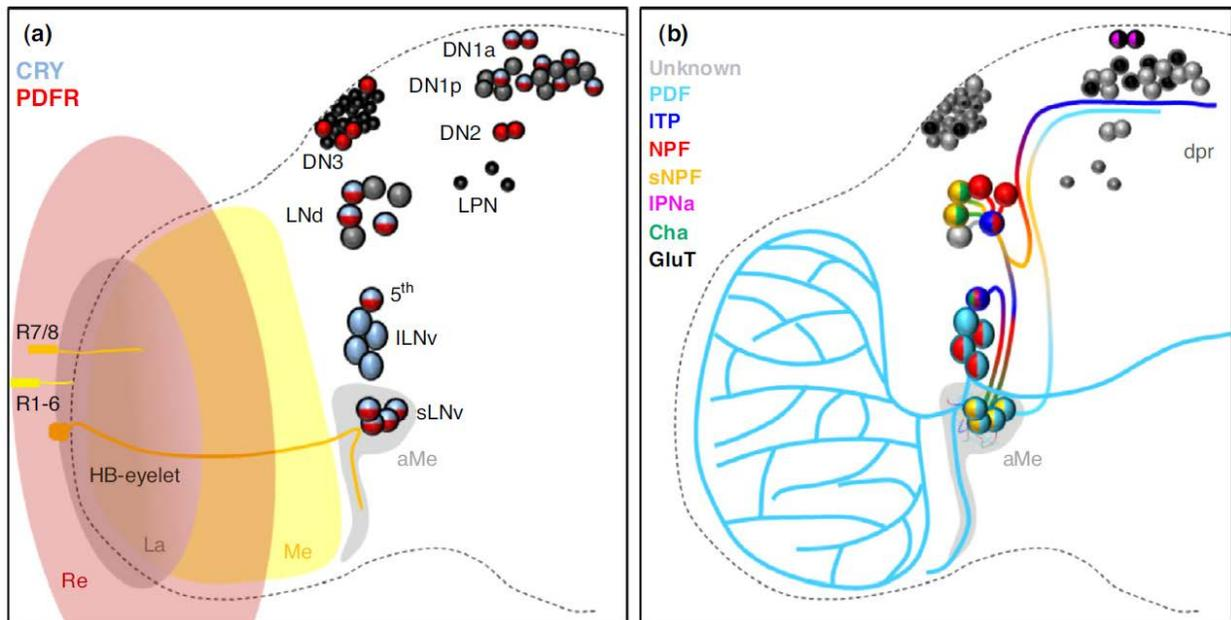 (a)
CRY
PDFR
DN1a
DN1p
DN2
DN3
LPN
LNd
5th
lLNv
R7/8
R1-6
sLNv
aMe
HB-eyelet
La
Me
Re
(b)
Unknown
PDF
ITP
NPF
sNPF
IPNa
Cha
GluT
dpr
aMe